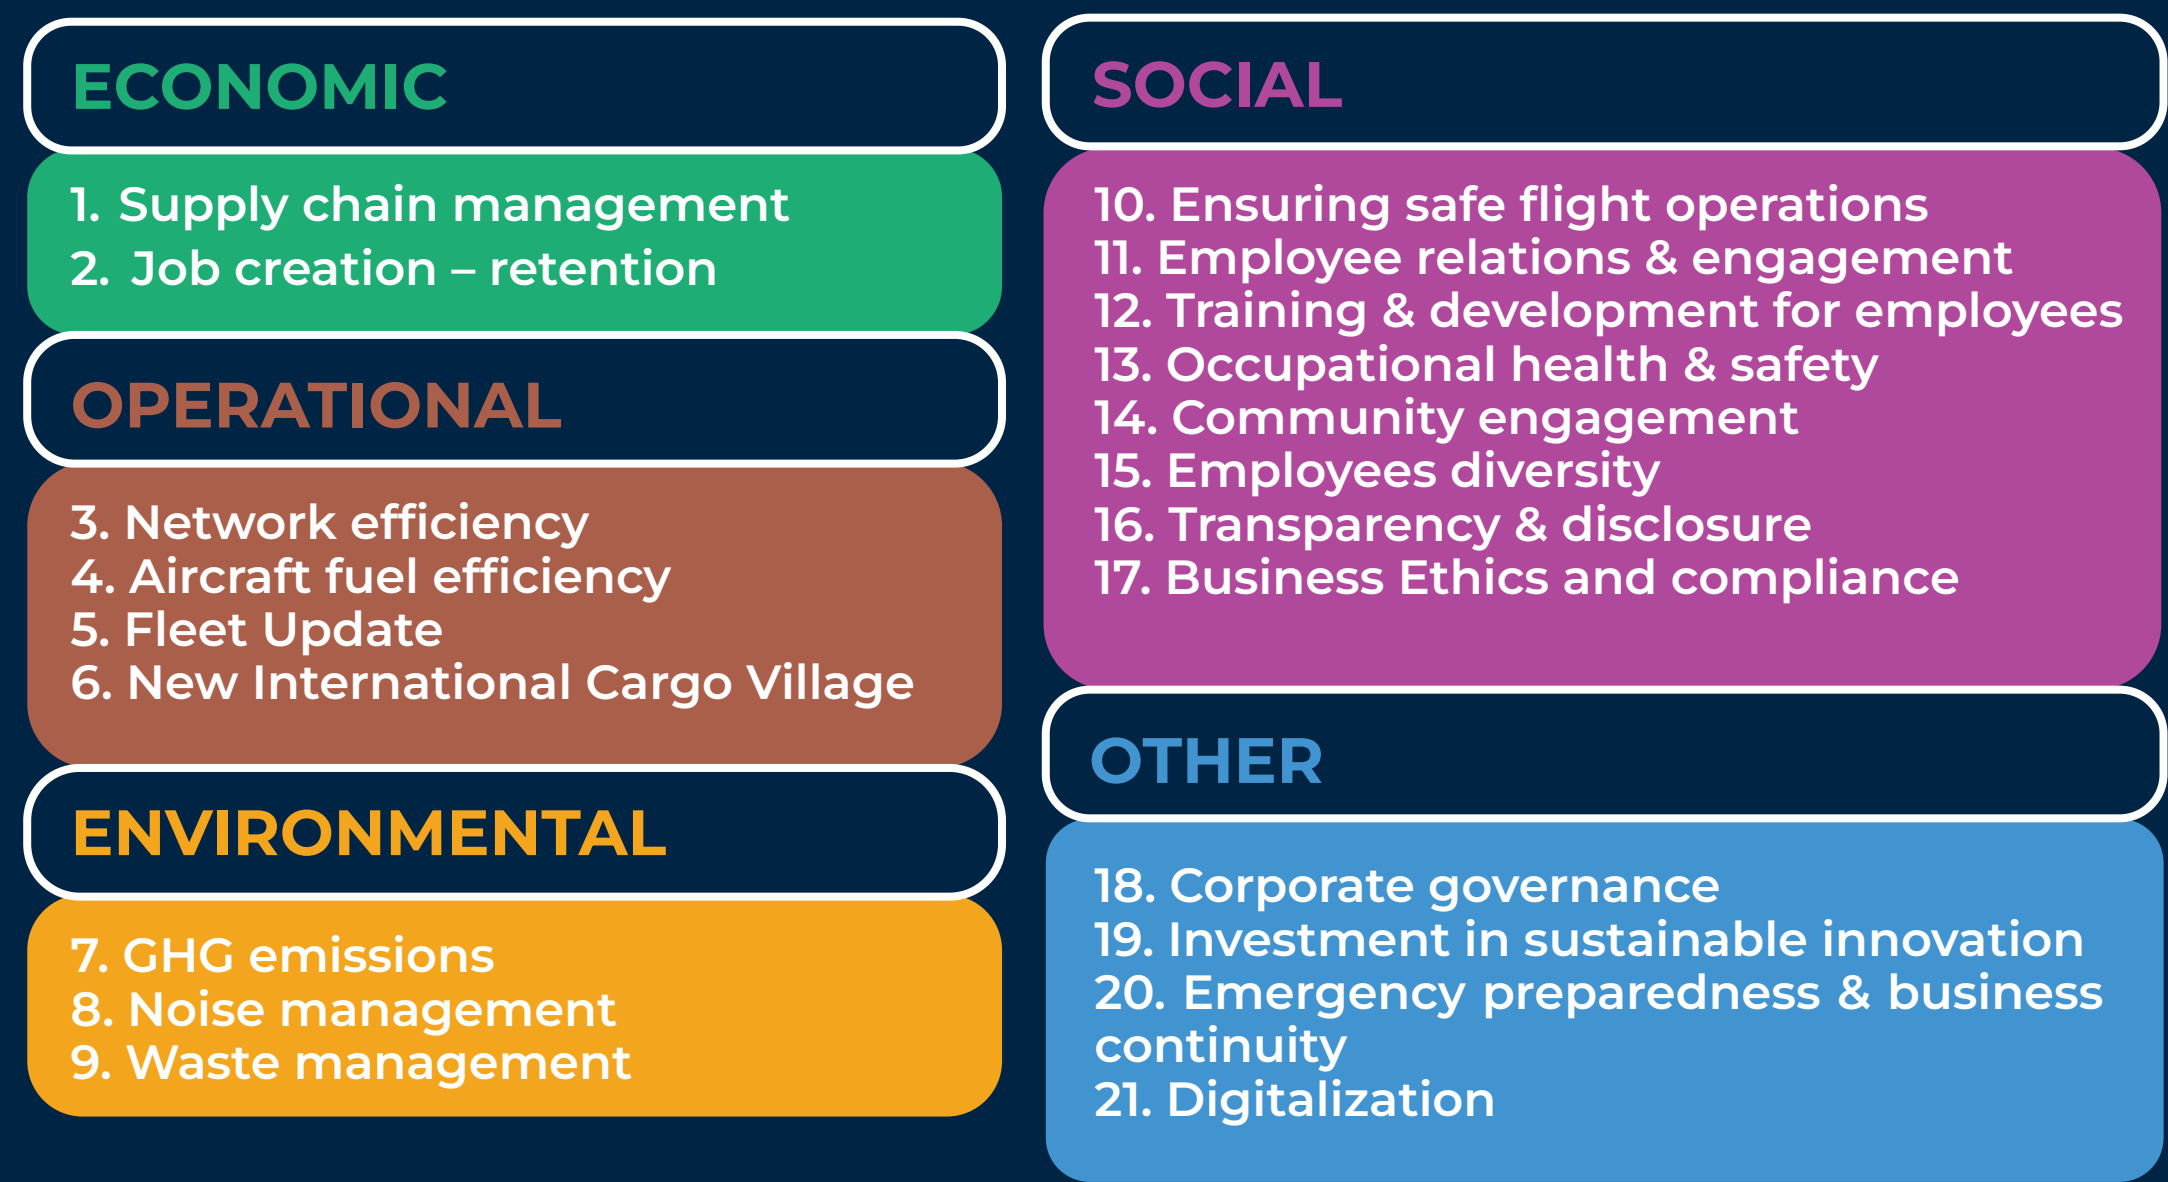 ECONOMIC
1. Supply chain management
2. Job creation – retention
OPERATIONAL
3. Network efficiency
4. Aircraft fuel efficiency
5. Fleet Update
6. New International Cargo Village
ENVIRONMENTAL
7. GHG emissions
8. Noise management
9. Waste management
SOCIAL
10. Ensuring safe flight operations
11. Employee relations & engagement
12. Training & development for employees
13. Occupational health & safety
14. Community engagement
15. Employees diversity
16. Transparency & disclosure
17. Business Ethics and compliance
OTHER
18. Corporate governance
19. Investment in sustainable innovation
20. Emergency preparedness & business
continuity
21. Digitalization